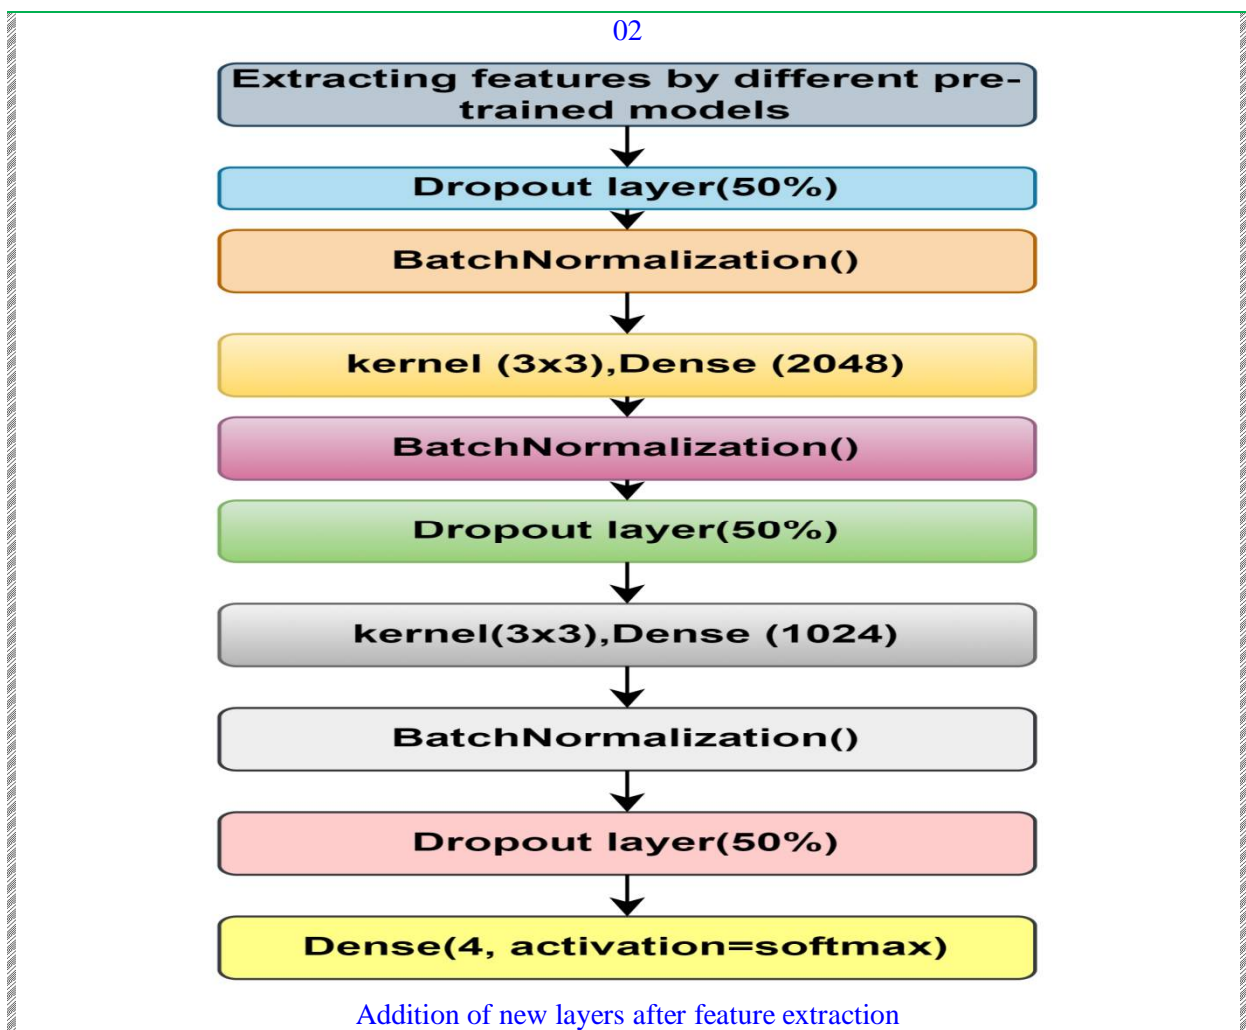 02
Extracting features by different pre-
trained models
Dropout layer(50%)
BatchNormalization()
kernel (3x3),Dense (2048)
BatchNormalization()
Dropout layer(50%)
kernel(3x3),Dense (1024)
BatchNormalization()
Dropout layer(50%)
Dense(4, activation=softmax)
Addition of new layers after feature extraction